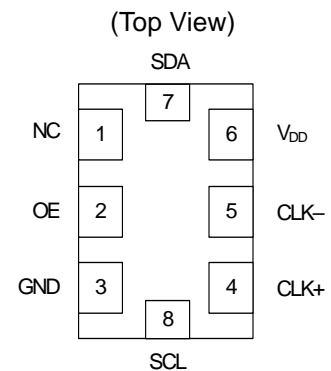 (Top View)
SDA
7
NC 1 6 VDD
OE 2 5 CLK–
GND 3 4 CLK+
8
SCL